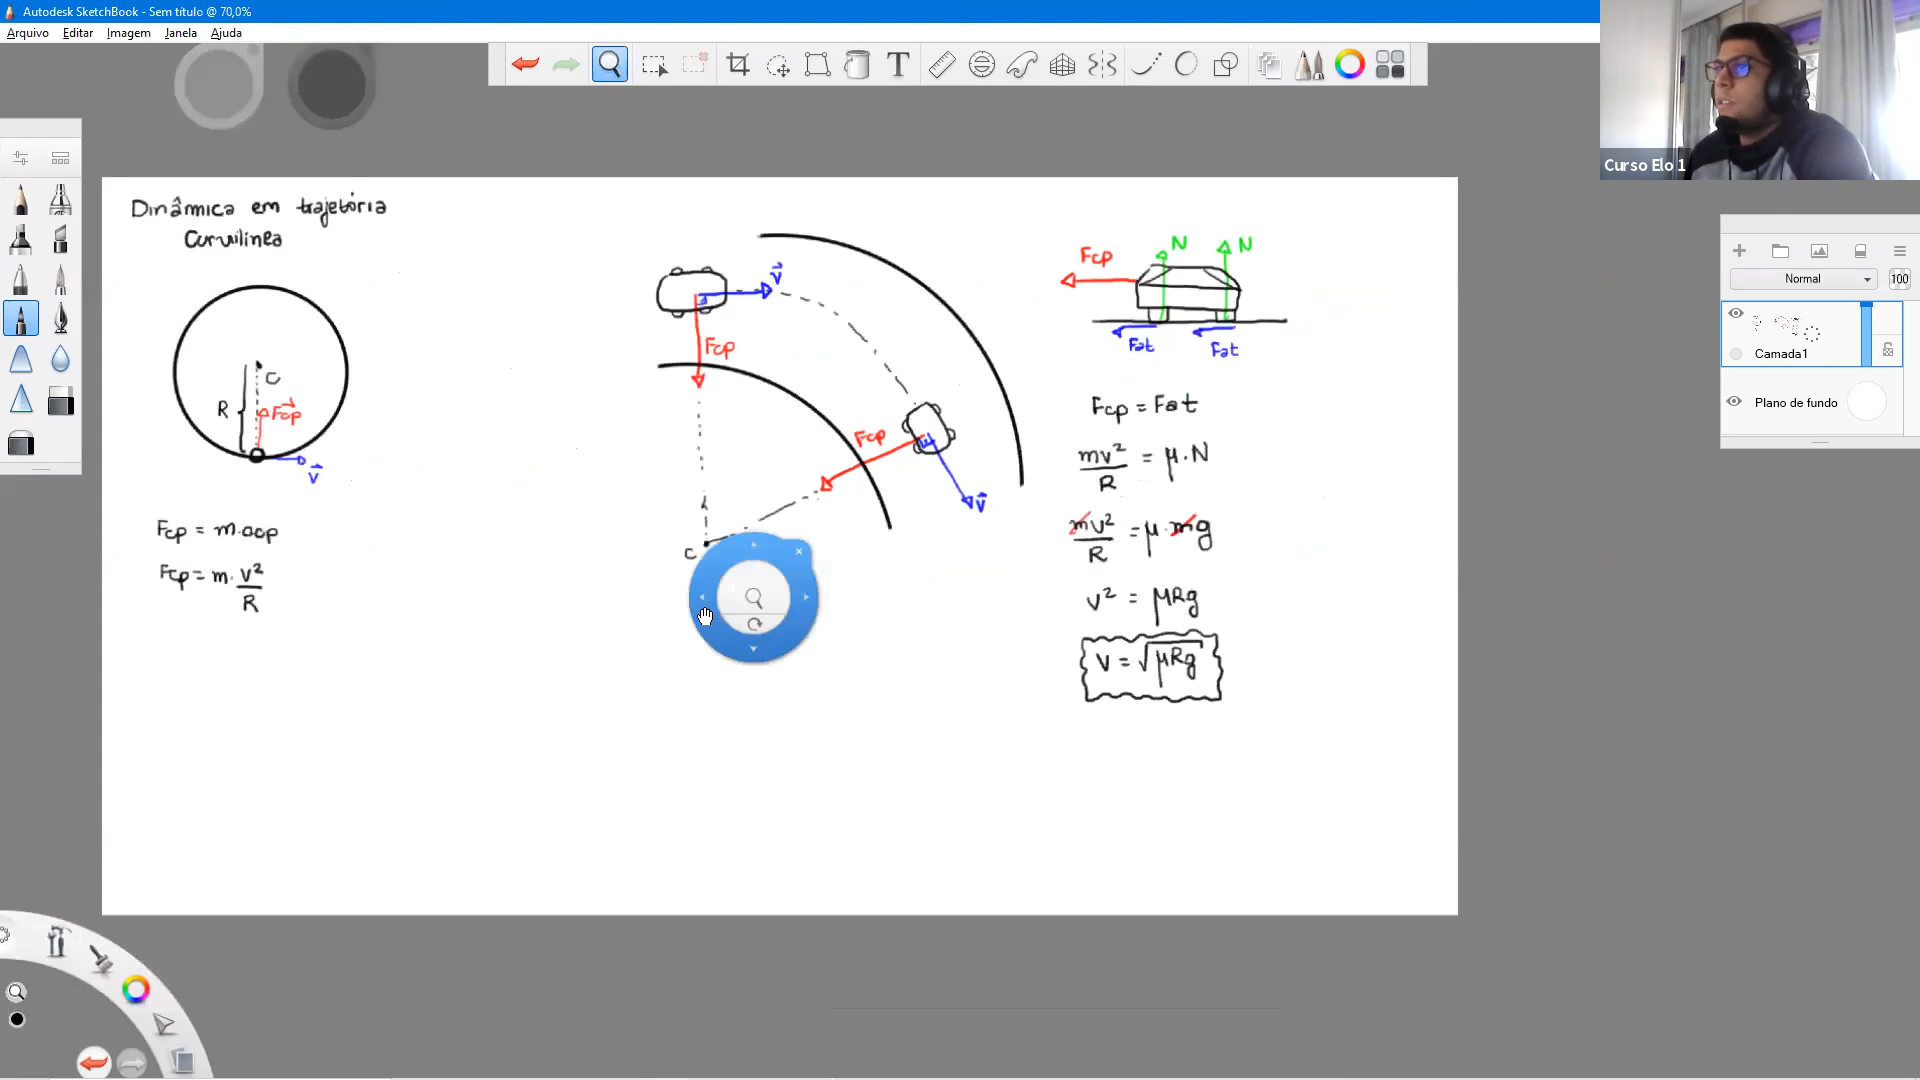 Autodesk SketchBook - Sem título @ 70,0%
Arquivo Editar Imagem Janela Ajuda
Curso Elo 1
Normal 100
Camada1
Plano de fundo
Dinâmica em trajetória
Curvilínea
C
R
Fcp
V
Fcp = m.acp
Fcp = m. V²
R
V
Fcp
Fcp
V
C
Fcp
N
N
Fat
Fat
Fcp = Fat
mv² = μ.N
R
mv² = μ.mg
R
v² = μRg
V = √μRg
T